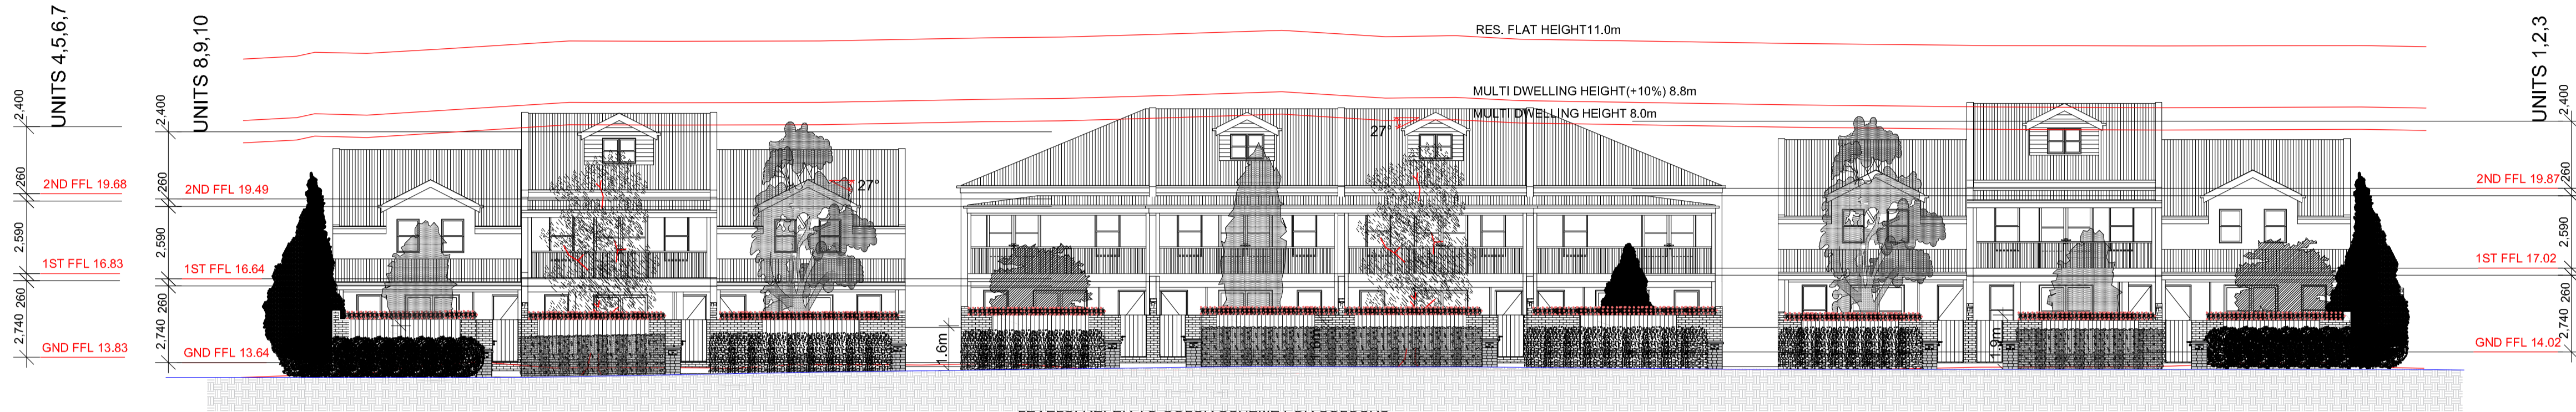 UNITS 4,5,6,7
2,400
260
2ND FFL 19.68
2,590
1ST FFL 16.83
260
2,740
GND FFL 13.83
UNITS 8,9,10
2,400
260
2ND FFL 19.49
2,590
1ST FFL 16.64
260
2,740
GND FFL 13.64
RES. FLAT HEIGHT11.0m
MULTI DWELLING HEIGHT(+10%) 8.8m
MULTI DWELLING HEIGHT 8.0m
27°
27°
1.6m
1.6m
1.9m
UNITS 1,2,3
2,400
260
2ND FFL 19.87
2,590
1ST FFL 17.02
260
2,740
GND FFL 14.02